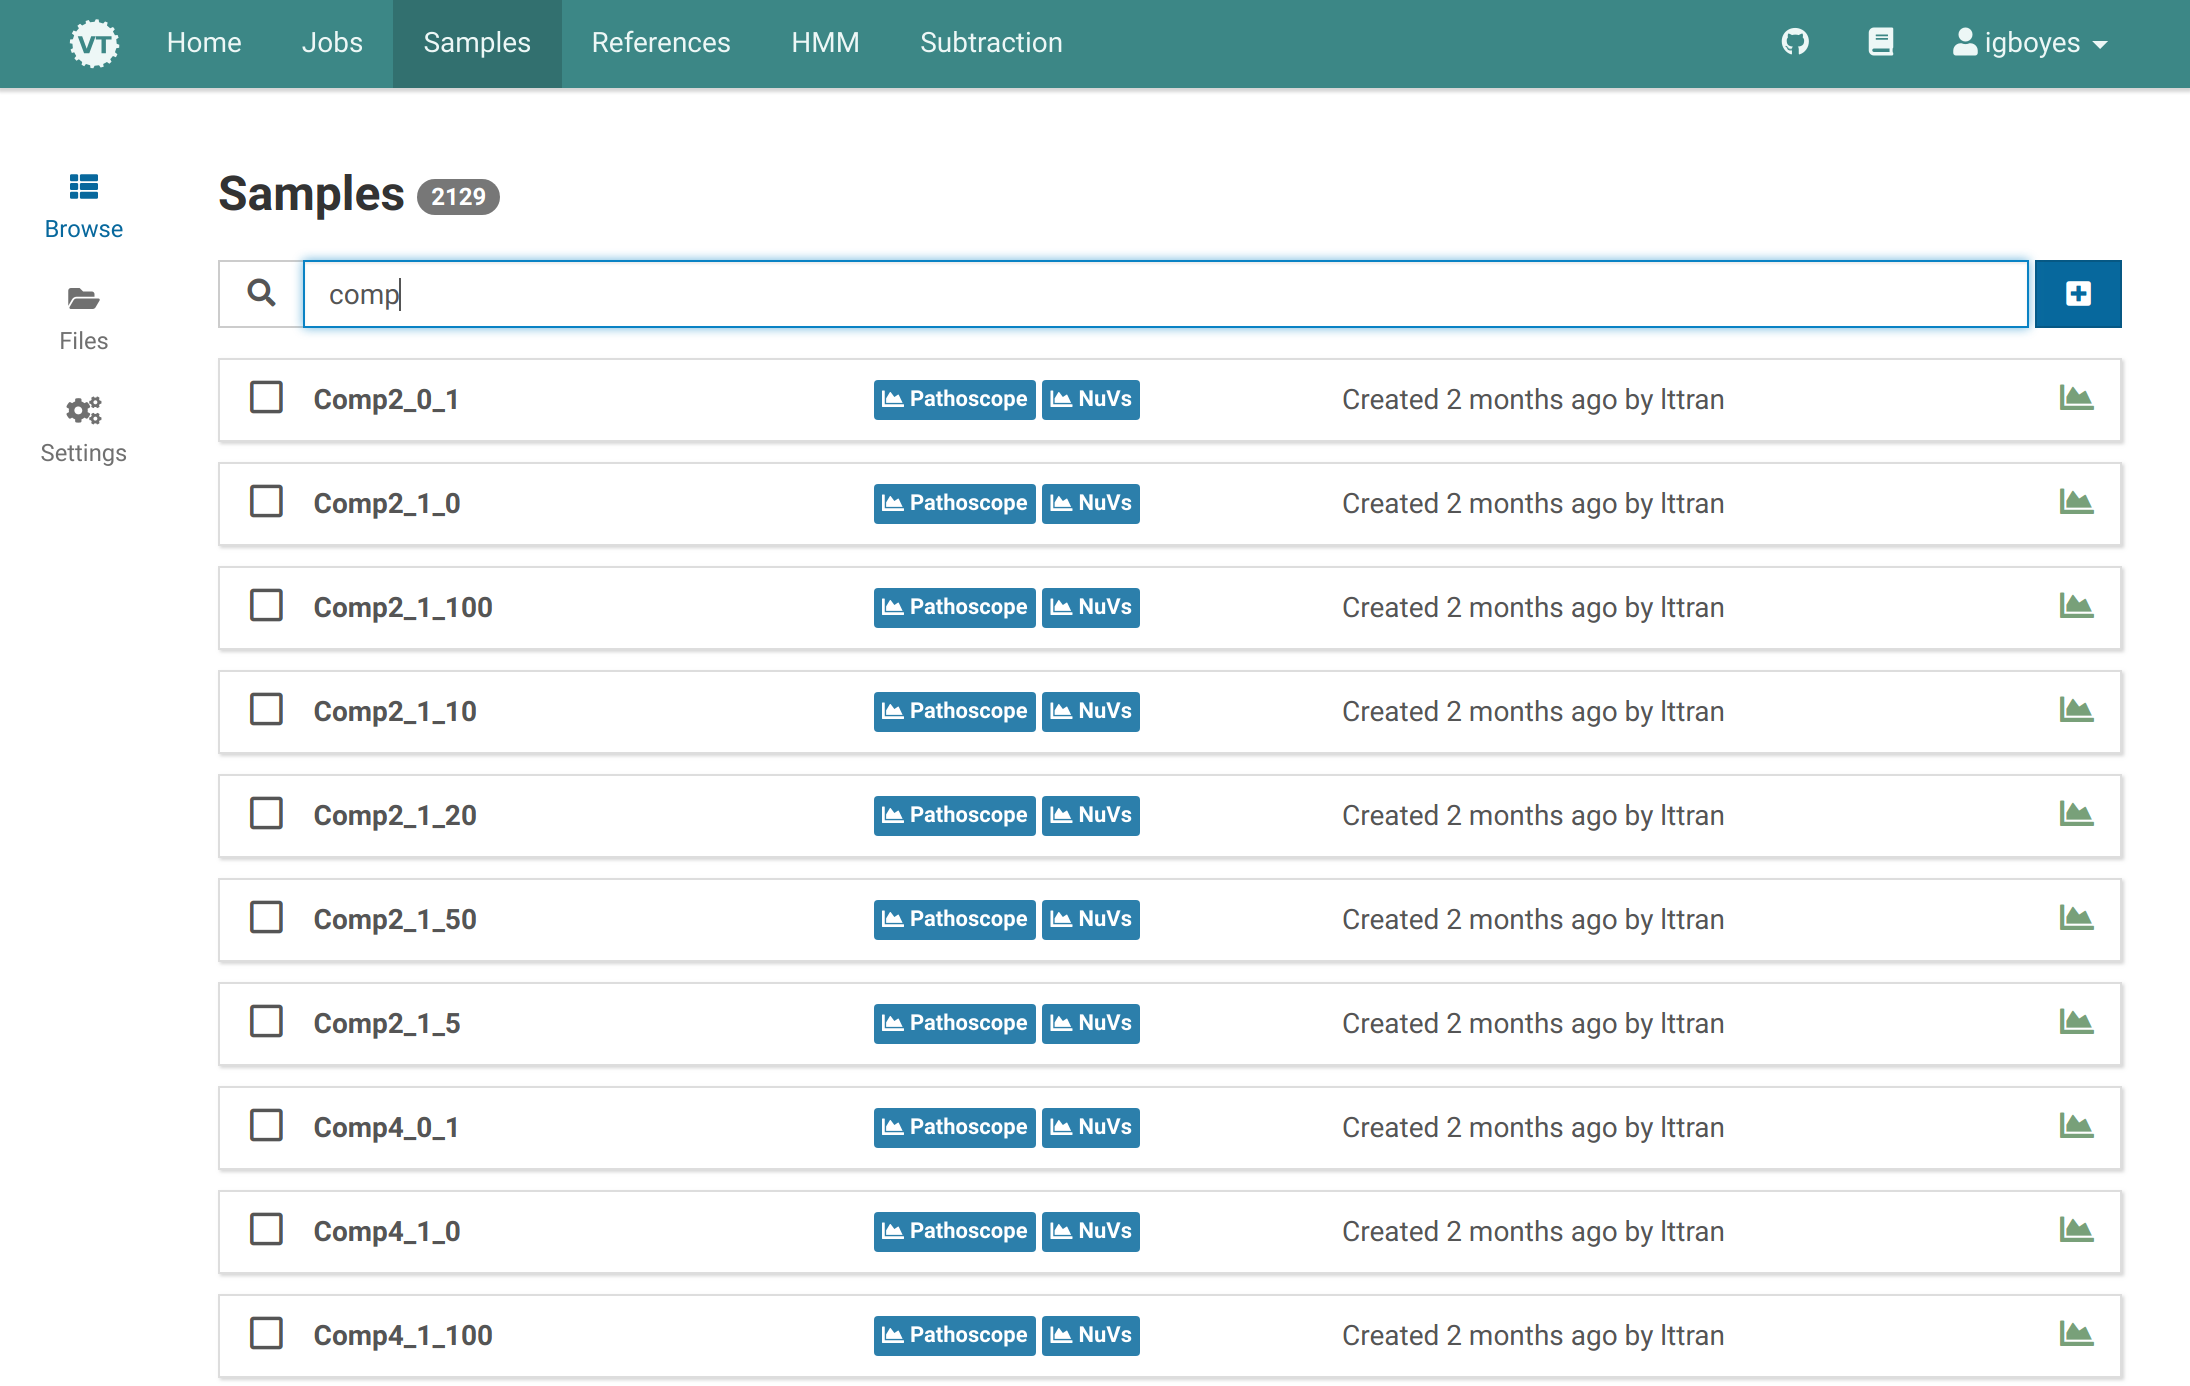 VT Home Jobs Samples References HMM Subtraction igboyes
Browse
Files
Settings
Samples 2129
comp
Comp2_0_1 Pathoscope NuVs Created 2 months ago by lttran
Comp2_1_0 Pathoscope NuVs Created 2 months ago by lttran
Comp2_1_100 Pathoscope NuVs Created 2 months ago by lttran
Comp2_1_10 Pathoscope NuVs Created 2 months ago by lttran
Comp2_1_20 Pathoscope NuVs Created 2 months ago by lttran
Comp2_1_50 Pathoscope NuVs Created 2 months ago by lttran
Comp2_1_5 Pathoscope NuVs Created 2 months ago by lttran
Comp4_0_1 Pathoscope NuVs Created 2 months ago by lttran
Comp4_1_0 Pathoscope NuVs Created 2 months ago by lttran
Comp4_1_100 Pathoscope NuVs Created 2 months ago by lttran